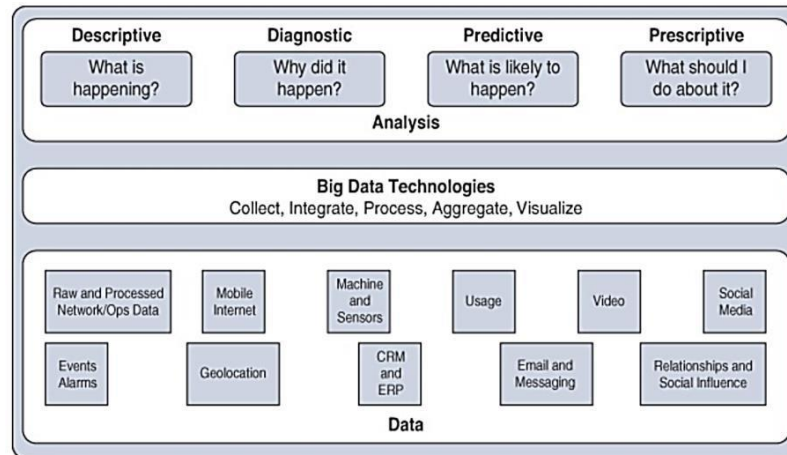 Descriptive
Diagnostic
Predictive
Prescriptive
What is
happening?
Why did it
happen?
What is likely to
happen?
What should I
do about it?
Analysis
Big Data Technologies
Collect, Integrate, Process, Aggregate, Visualize
Raw and Processed
Network/Ops Data
Mobile
Internet
Machine
and
Sensors
Usage
Video
Social
Media
Events
Alarms
Geolocation
CRM
and
ERP
Email and
Messaging
Relationships and
Social Influence
Data